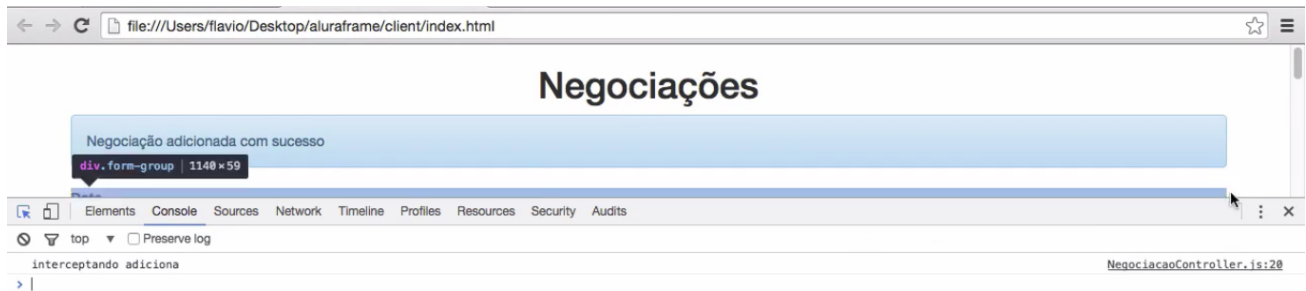 file:///Users/flavio/Desktop/aluraframe/client/index.html
Negociações
Negociação adicionada com sucesso
div.form-group | 1140×59
Data
Elements Console Sources Network Timeline Profiles Resources Security Audits
top ▼ Preserve log
interceptando adiciona NegociacaoController.js:20
>